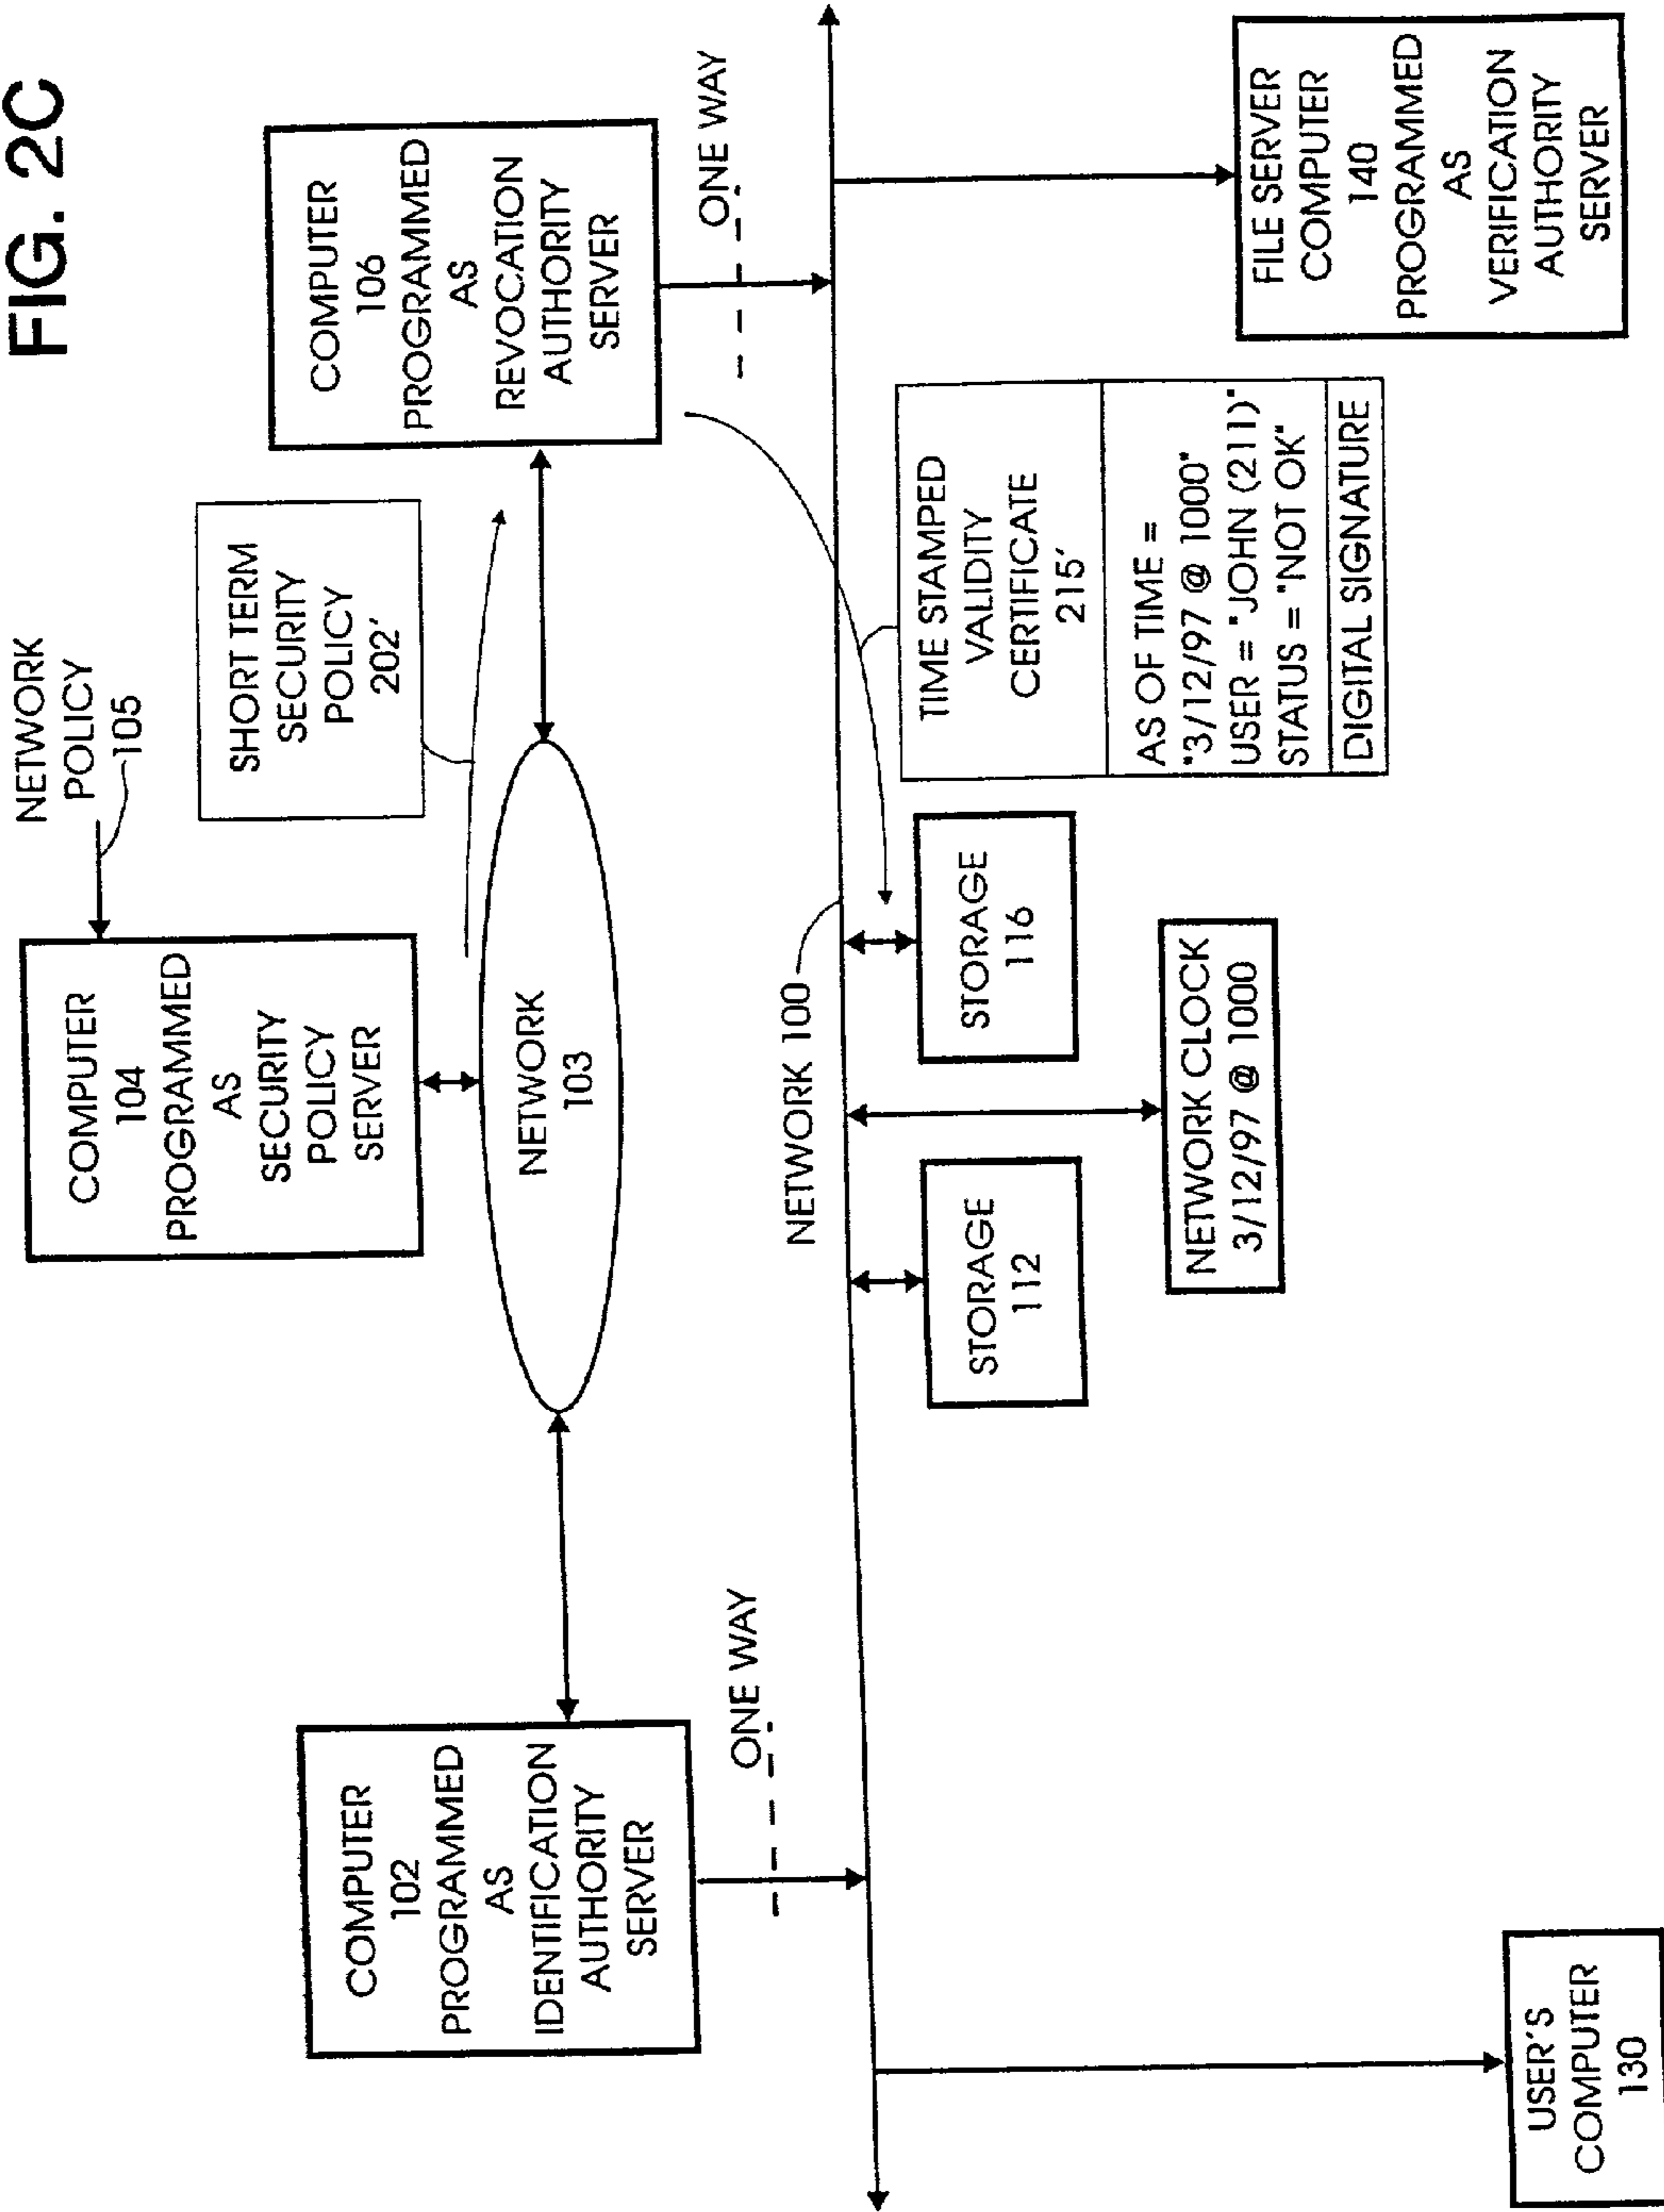 FIG. 2C
NETWORK
POLICY
105
COMPUTER
104
PROGRAMMED
AS
SECURITY
POLICY
SERVER
SHORT TERM
SECURITY
POLICY
202'
COMPUTER
102
PROGRAMMED
AS
IDENTIFICATION
AUTHORITY
SERVER
NETWORK
103
COMPUTER
106
PROGRAMMED
AS
REVOCATION
AUTHORITY
SERVER
ONE WAY
ONE WAY
NETWORK 100
STORAGE
112
STORAGE
116
TIME STAMPED
VALIDITY
CERTIFICATE
215'
AS OF TIME =
"3/12/97 @ 1000"
USER = "JOHN (211)"
STATUS = "NOT OK"
DIGITAL SIGNATURE
NETWORK CLOCK
3/12/97 @ 1000
USER'S
COMPUTER
130
FILE SERVER
COMPUTER
140
PROGRAMMED
AS
VERIFICATION
AUTHORITY
SERVER